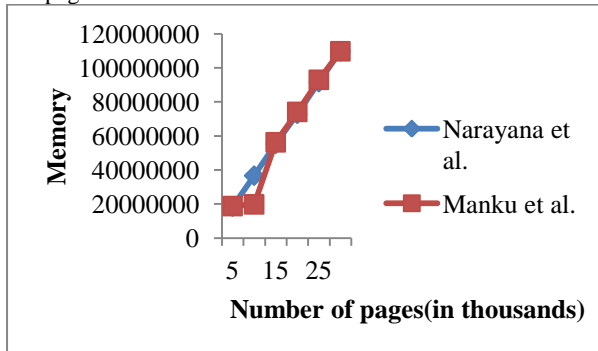 120000000
100000000
80000000
60000000
40000000
20000000
0
Memory
5 15 25
Number of pages(in thousands)
Narayana et
al.
Manku et al.